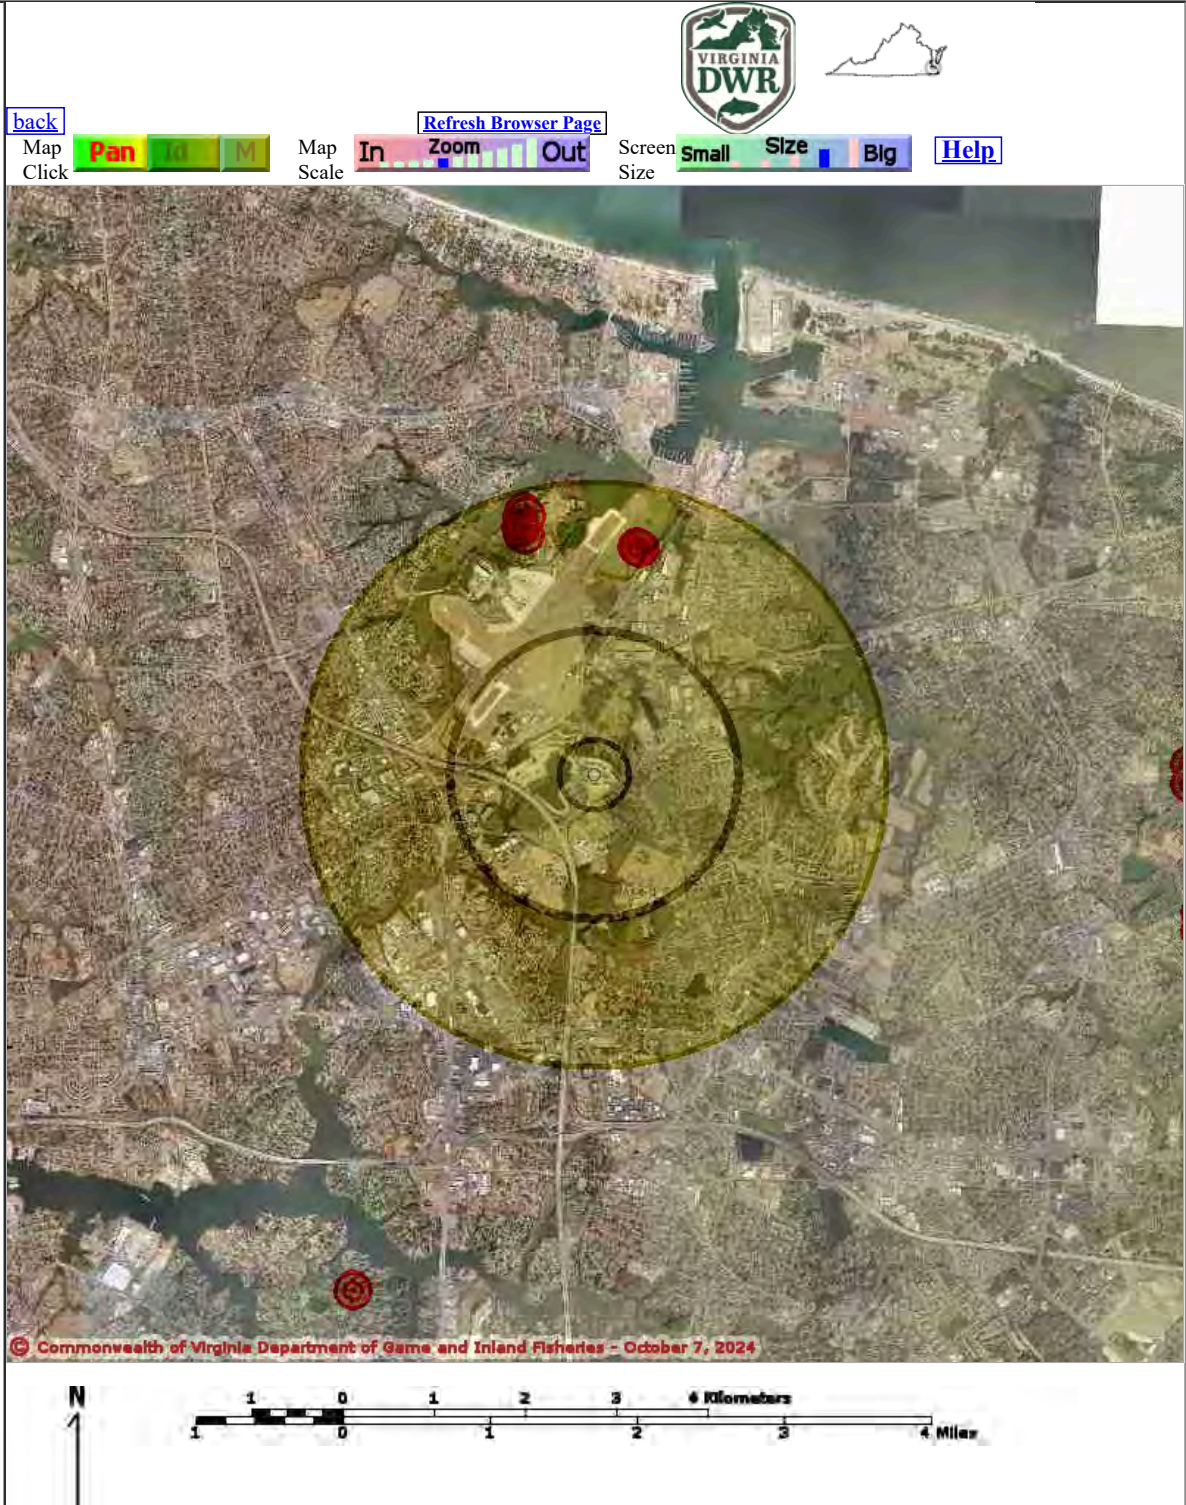 VIRGINIA
DWR
back
Refresh Browser Page
Map
Click
Pan
Id
M
Map
Scale
In
Zoom
Out
Screen
Size
Small
Size
Big
Help
© Commonwealth of Virginia Department of Game and Inland Fisheries - October 7, 2024
N
1 0 1 2 3 4 Kilometers
1 0 1 2 3 4 Miles